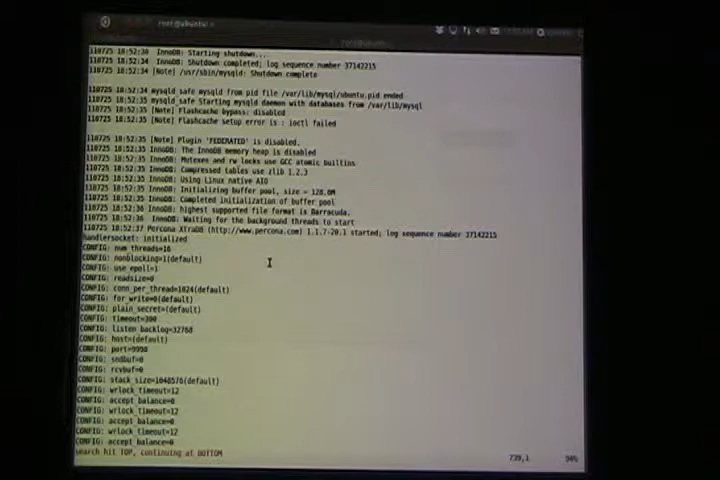 root@ubuntu: ~
110725 18:52:30  InnoDB: Starting shutdown...
110725 18:52:34  InnoDB: Shutdown completed; log sequence number 37142215
110725 18:52:34 [Note] /usr/sbin/mysqld: Shutdown complete
110725 18:52:34 mysqld_safe mysqld from pid file /var/lib/mysql/ubuntu.pid ended
110725 18:52:35 mysqld_safe Starting mysqld daemon with databases from /var/lib/mysql
110725 18:52:35 [Note] Flashcache bypass: disabled
110725 18:52:35 [Note] Flashcache setup error is : ioctl failed
110725 18:52:35 [Note] Plugin 'FEDERATED' is disabled.
110725 18:52:35 InnoDB: The InnoDB memory heap is disabled
110725 18:52:35 InnoDB: Mutexes and rw_locks use GCC atomic builtins
110725 18:52:35 InnoDB: Compressed tables use zlib 1.2.3
110725 18:52:35 InnoDB: Using Linux native AIO
110725 18:52:35 InnoDB: Initializing buffer pool, size = 128.0M
110725 18:52:35 InnoDB: Completed initialization of buffer pool
110725 18:52:36 InnoDB: highest supported file format is Barracuda.
110725 18:52:36  InnoDB: Waiting for the background threads to start
110725 18:52:37 Percona XtraDB (http://www.percona.com) 1.1.7-20.1 started; log sequence number 37142215
handlersocket: initialized
CONFIG: num_threads=16
CONFIG: nonblocking=1(default)
CONFIG: use_epoll=1
CONFIG: readsize=0
CONFIG: conn_per_thread=1024(default)
CONFIG: for_write=0(default)
CONFIG: plain_secret=(default)
CONFIG: timeout=300
CONFIG: listen_backlog=32768
CONFIG: host=(default)
CONFIG: port=9998
CONFIG: sndbuf=0
CONFIG: rcvbuf=0
CONFIG: stack_size=1048576(default)
CONFIG: wrlock_timeout=12
CONFIG: accept_balance=0
CONFIG: wrlock_timeout=12
CONFIG: accept_balance=0
CONFIG: wrlock_timeout=12
CONFIG: accept_balance=0
search hit TOP, continuing at BOTTOM
739,1